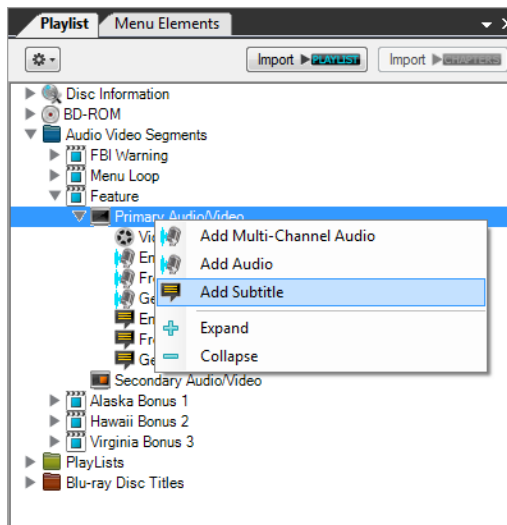 Playlist Menu Elements
Import PLAYLIST Import CHAPTERS
Disc Information
BD-ROM
Audio Video Segments
FBI Warning
Menu Loop
Feature
Primary Audio/Video
Add Multi-Channel Audio
Add Audio
Add Subtitle
Expand
Collapse
Secondary Audio/Video
Alaska Bonus 1
Hawaii Bonus 2
Virginia Bonus 3
PlayLists
Blu-ray Disc Titles